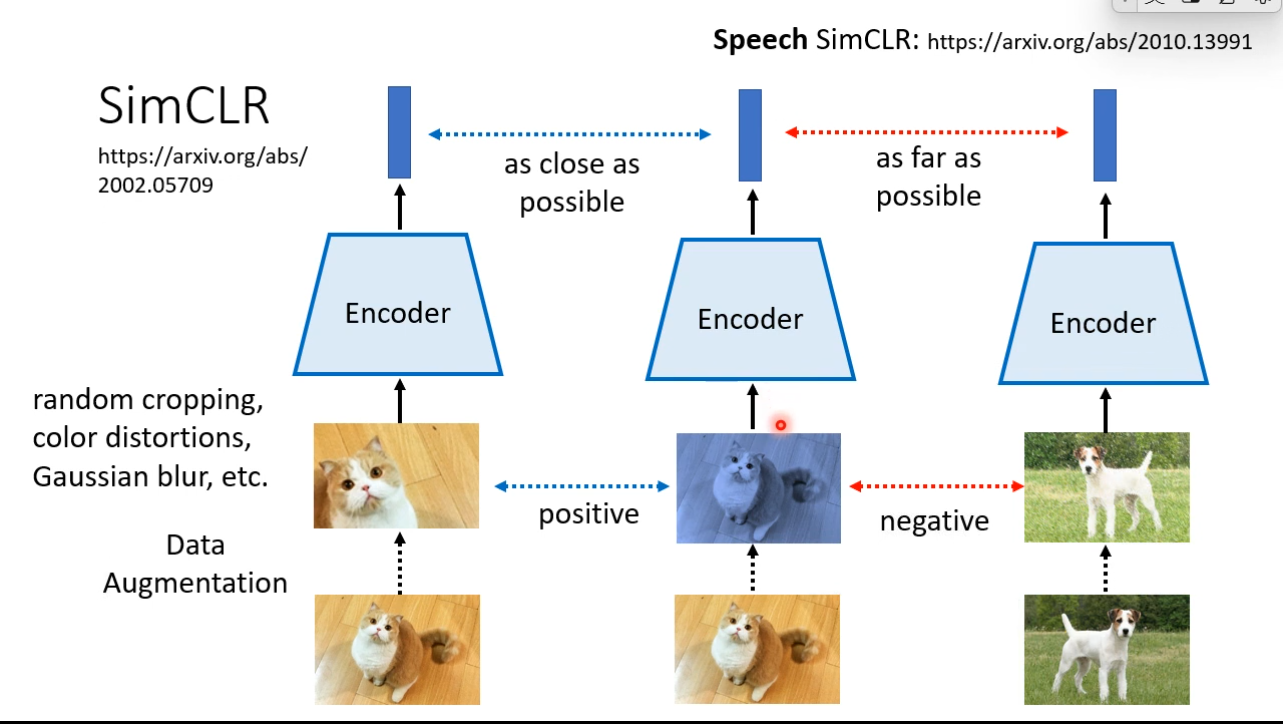 Speech SimCLR: https://arxiv.org/abs/2010.13991
SimCLR
https://arxiv.org/abs/
2002.05709
as close as
possible
as far as
possible
Encoder
Encoder
Encoder
random cropping,
color distortions,
Gaussian blur, etc.
positive
negative
Data
Augmentation